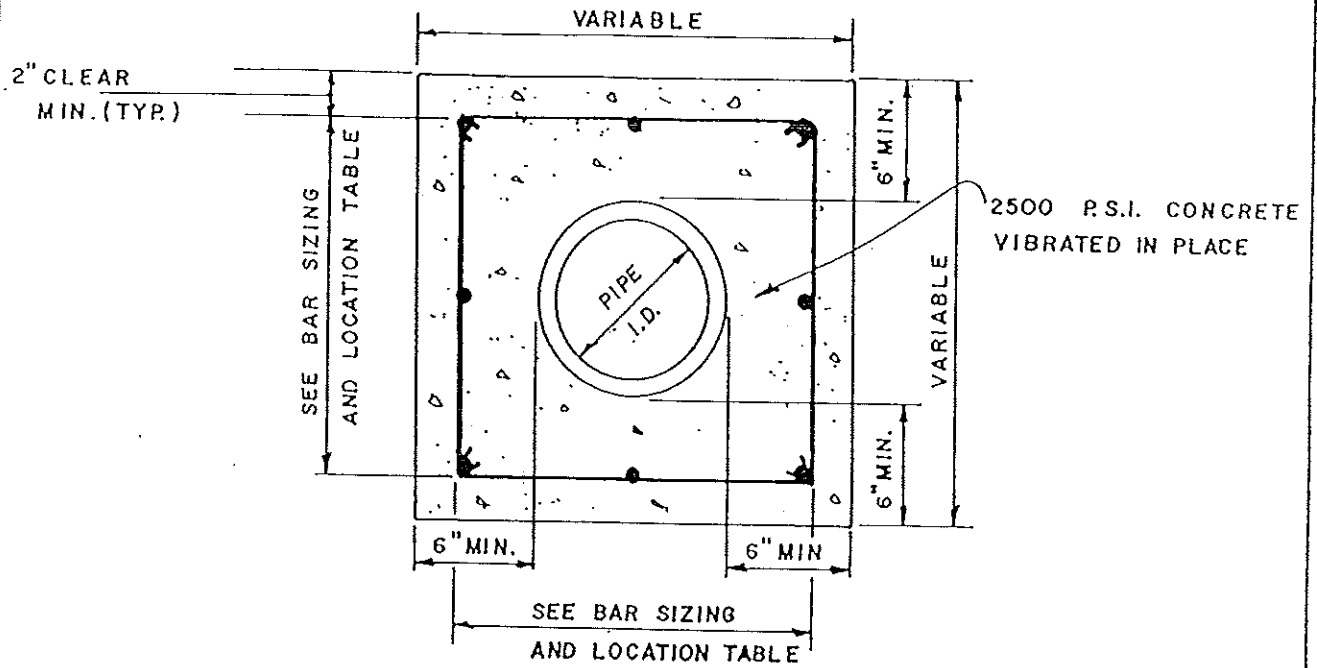 VARIABLE
2" CLEAR
MIN. (TYP.)
SEE BAR SIZING
AND LOCATION TABLE
6" MIN.
2500 P.S.I. CONCRETE
VIBRATED IN PLACE
PIPE
I.D.
VARIABLE
6" MIN.
6" MIN.
6" MIN
SEE BAR SIZING
AND LOCATION TABLE